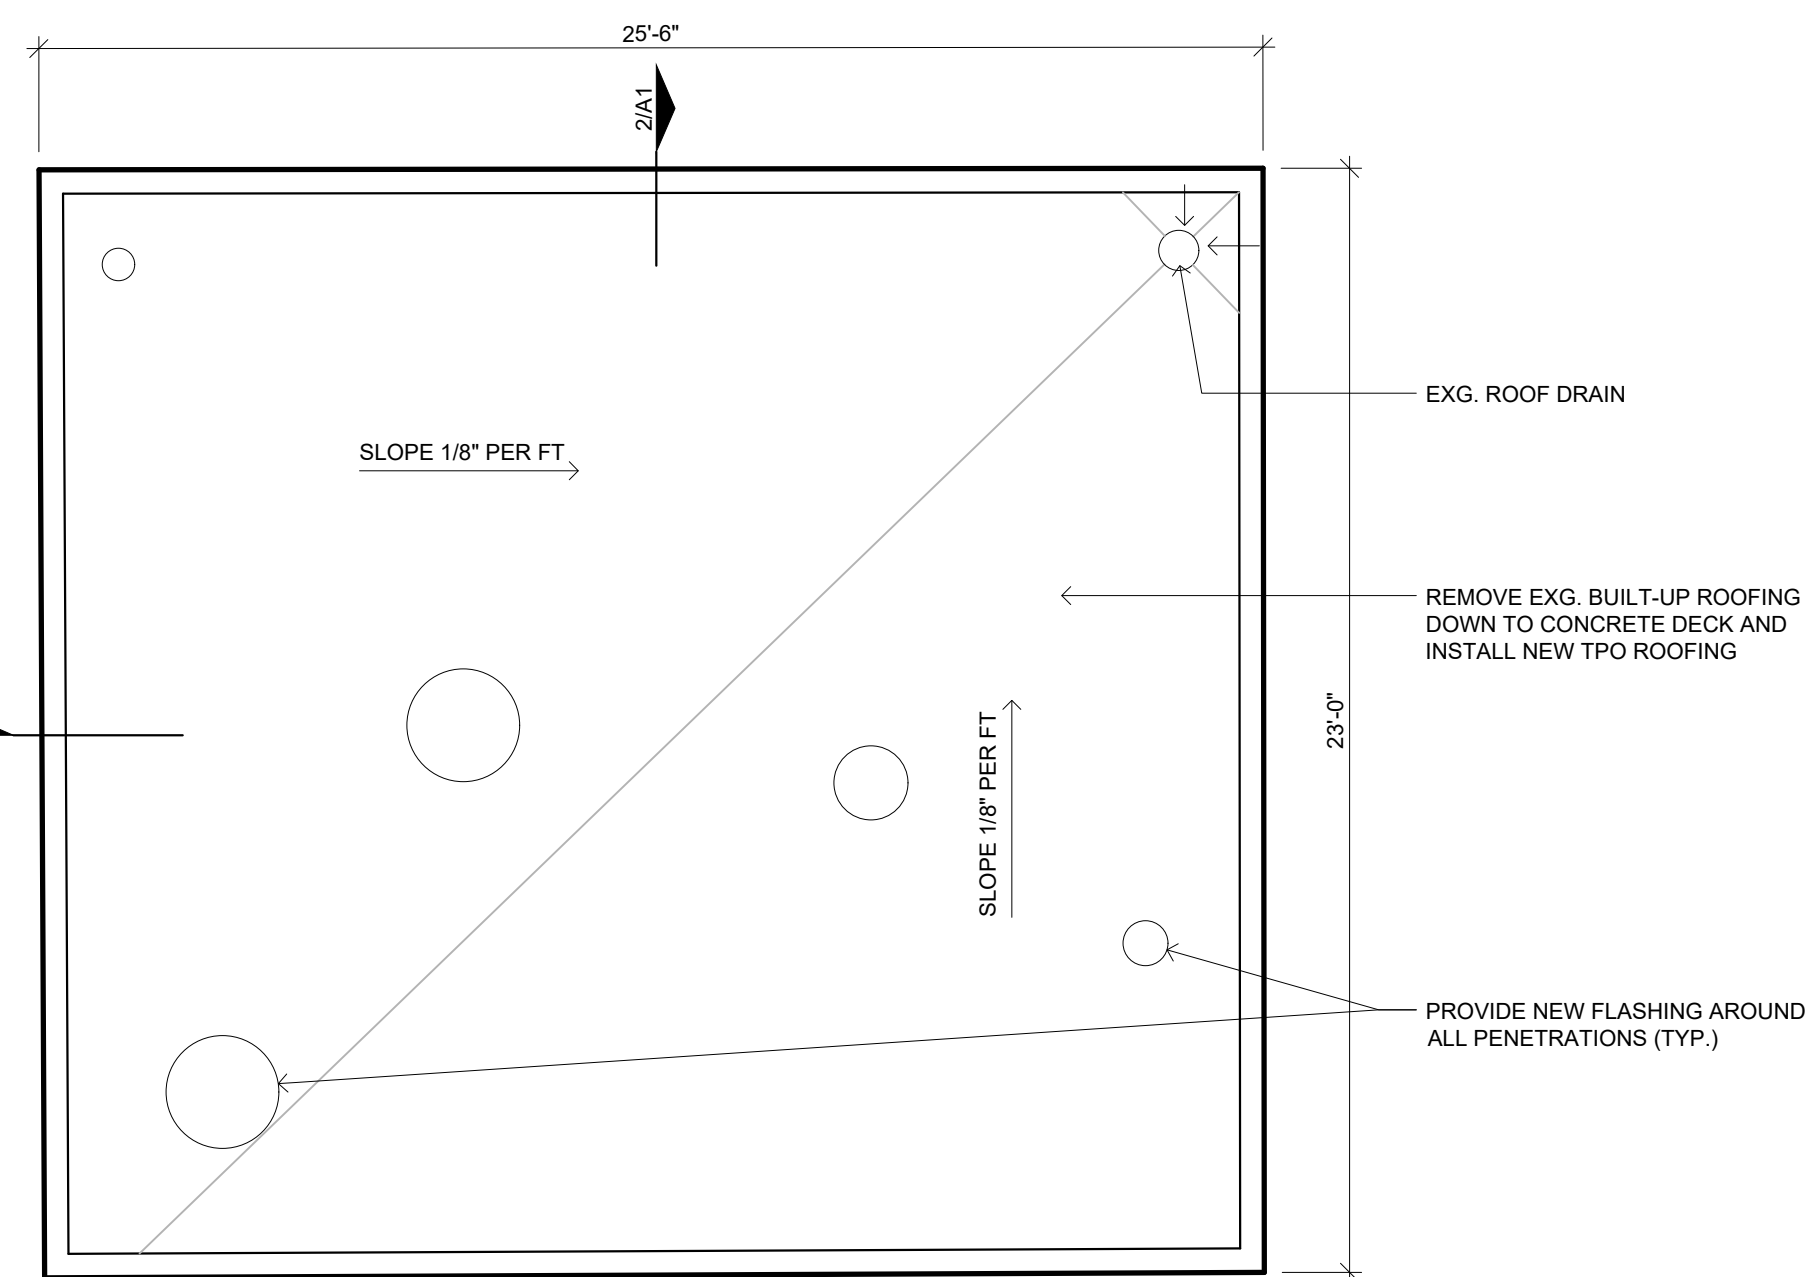 25'-6"
2/A1
EXG. ROOF DRAIN
SLOPE 1/8" PER FT
REMOVE EXG. BUILT-UP ROOFING
DOWN TO CONCRETE DECK AND
INSTALL NEW TPO ROOFING
23'-0"
SLOPE 1/8" PER FT
PROVIDE NEW FLASHING AROUND
ALL PENETRATIONS (TYP.)